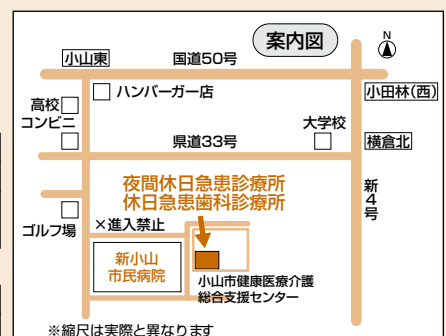 案内図
N
小山東
国道50号
ハンバーガー店
小田林(西)
高校
コンビニ
大学校
県道33号
横倉北
新4号
夜間休日急患診療所
休日急患歯科診療所
ゴルフ場
×進入禁止
新小山
市民病院
小山市健康医療介護
総合支援センター
※縮尺は実際と異なります